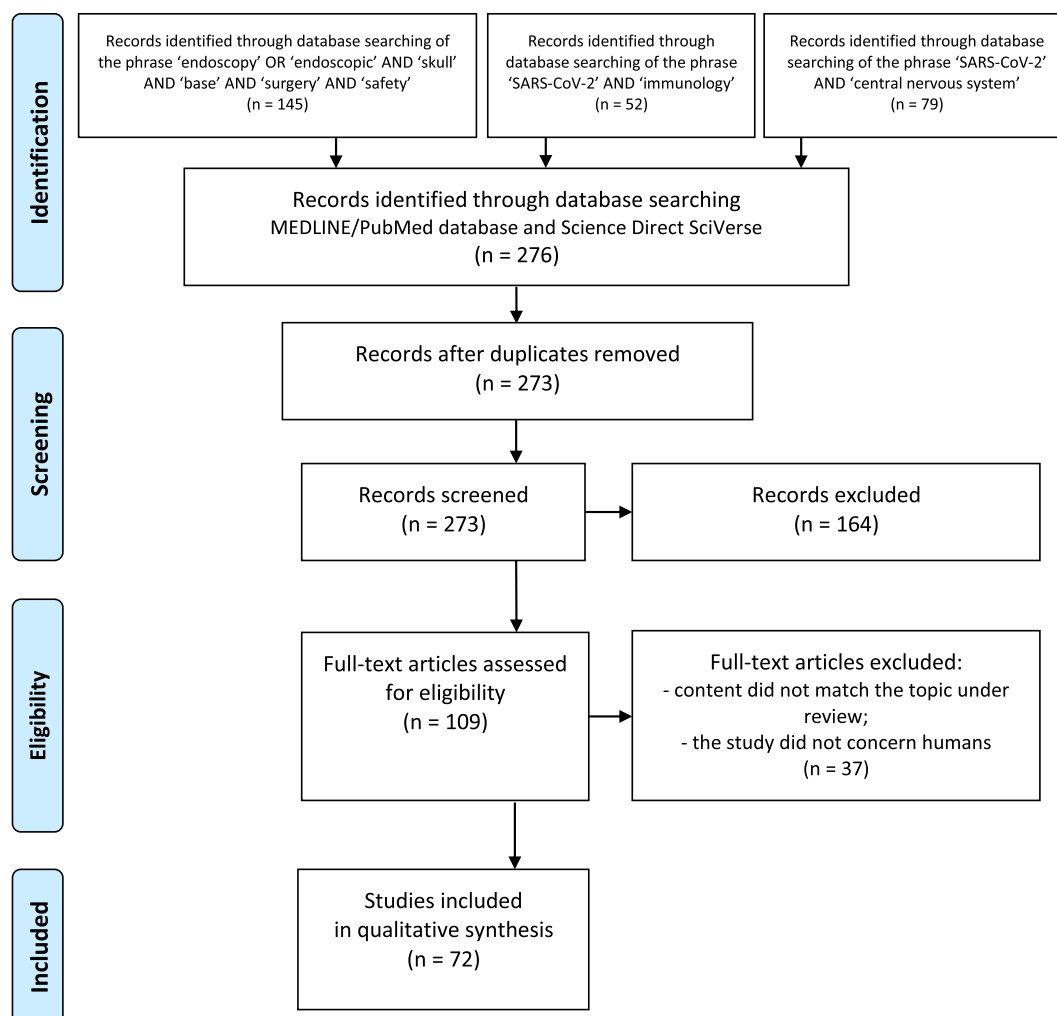 Identification
Records identified through database searching of
the phrase ‘endoscopy’ OR ‘endoscopic’ AND ‘skull’
AND ‘base’ AND ‘surgery’ AND ‘safety’
(n = 145)
Records identified through
database searching of the phrase
‘SARS-CoV-2’ AND ‘immunology’
(n = 52)
Records identified through database
searching of the phrase ‘SARS-CoV-2’
AND ‘central nervous system’
(n = 79)
Records identified through database searching
MEDLINE/PubMed database and Science Direct SciVerse
(n = 276)
Screening
Records after duplicates removed
(n = 273)
Records screened
(n = 273)
Records excluded
(n = 164)
Eligibility
Full-text articles assessed
for eligibility
(n = 109)
Full-text articles excluded:
- content did not match the topic under
review;
- the study did not concern humans
(n = 37)
Included
Studies included
in qualitative synthesis
(n = 72)